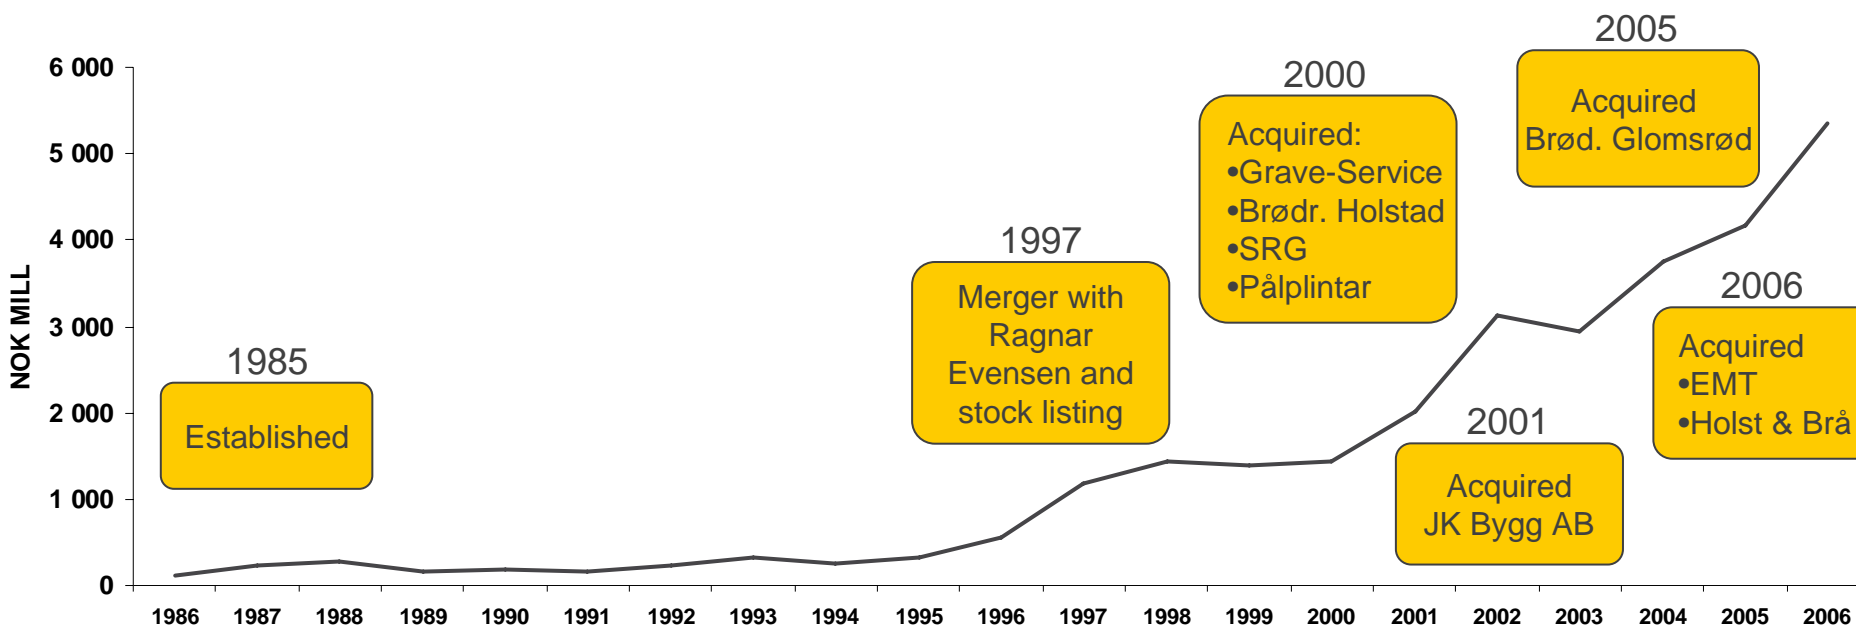 NOK MILL
6 000
5 000
4 000
3 000
2 000
1 000
0
1985
Established
1997
Merger with
Ragnar
Evensen and
stock listing
2000
Acquired:
•Grave-Service
•Brødr. Holstad
•SRG
•Pålplintar
2001
Acquired
JK Bygg AB
2005
Acquired
Brød. Glomsrød
2006
Acquired
•EMT
•Holst & Brå
1986 1987 1988 1989 1990 1991 1992 1993 1994 1995 1996 1997 1998 1999 2000 2001 2002 2003 2004 2005 2006